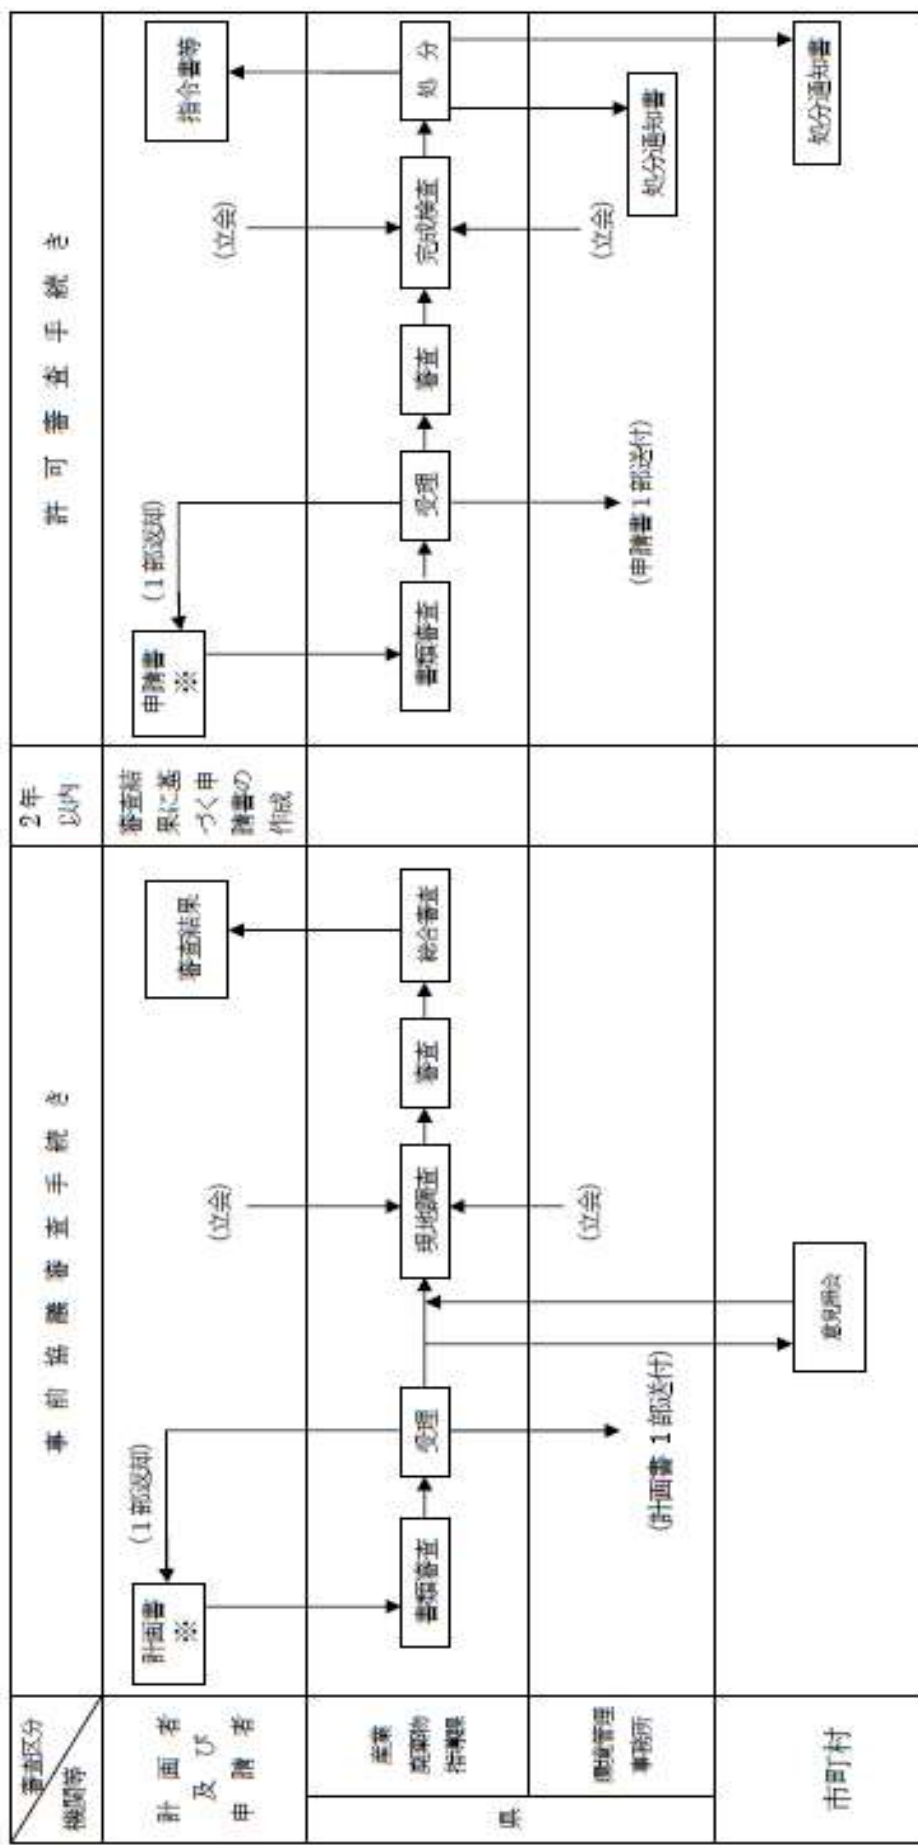 審査区分
機関等
事前協議審査手続き
2年
以内
許可審査手続き
計画者
及び
申請者
計画書
※
(1部返却)
(立会)
審査結果
審査結
果に基
づく申
請書の
作成
申請書
※
(1部返却)
(立会)
指令書等
県
産業
廃棄物
指導課
書類審査
受理
現地調査
審査
総合審査
書類審査
受理
審査
完成検査
処分
環境管理
事務所
(計画書 1部送付)
(立会)
(申請書1部送付)
(立会)
処分通知書
市町村
意見照会
処分通知書